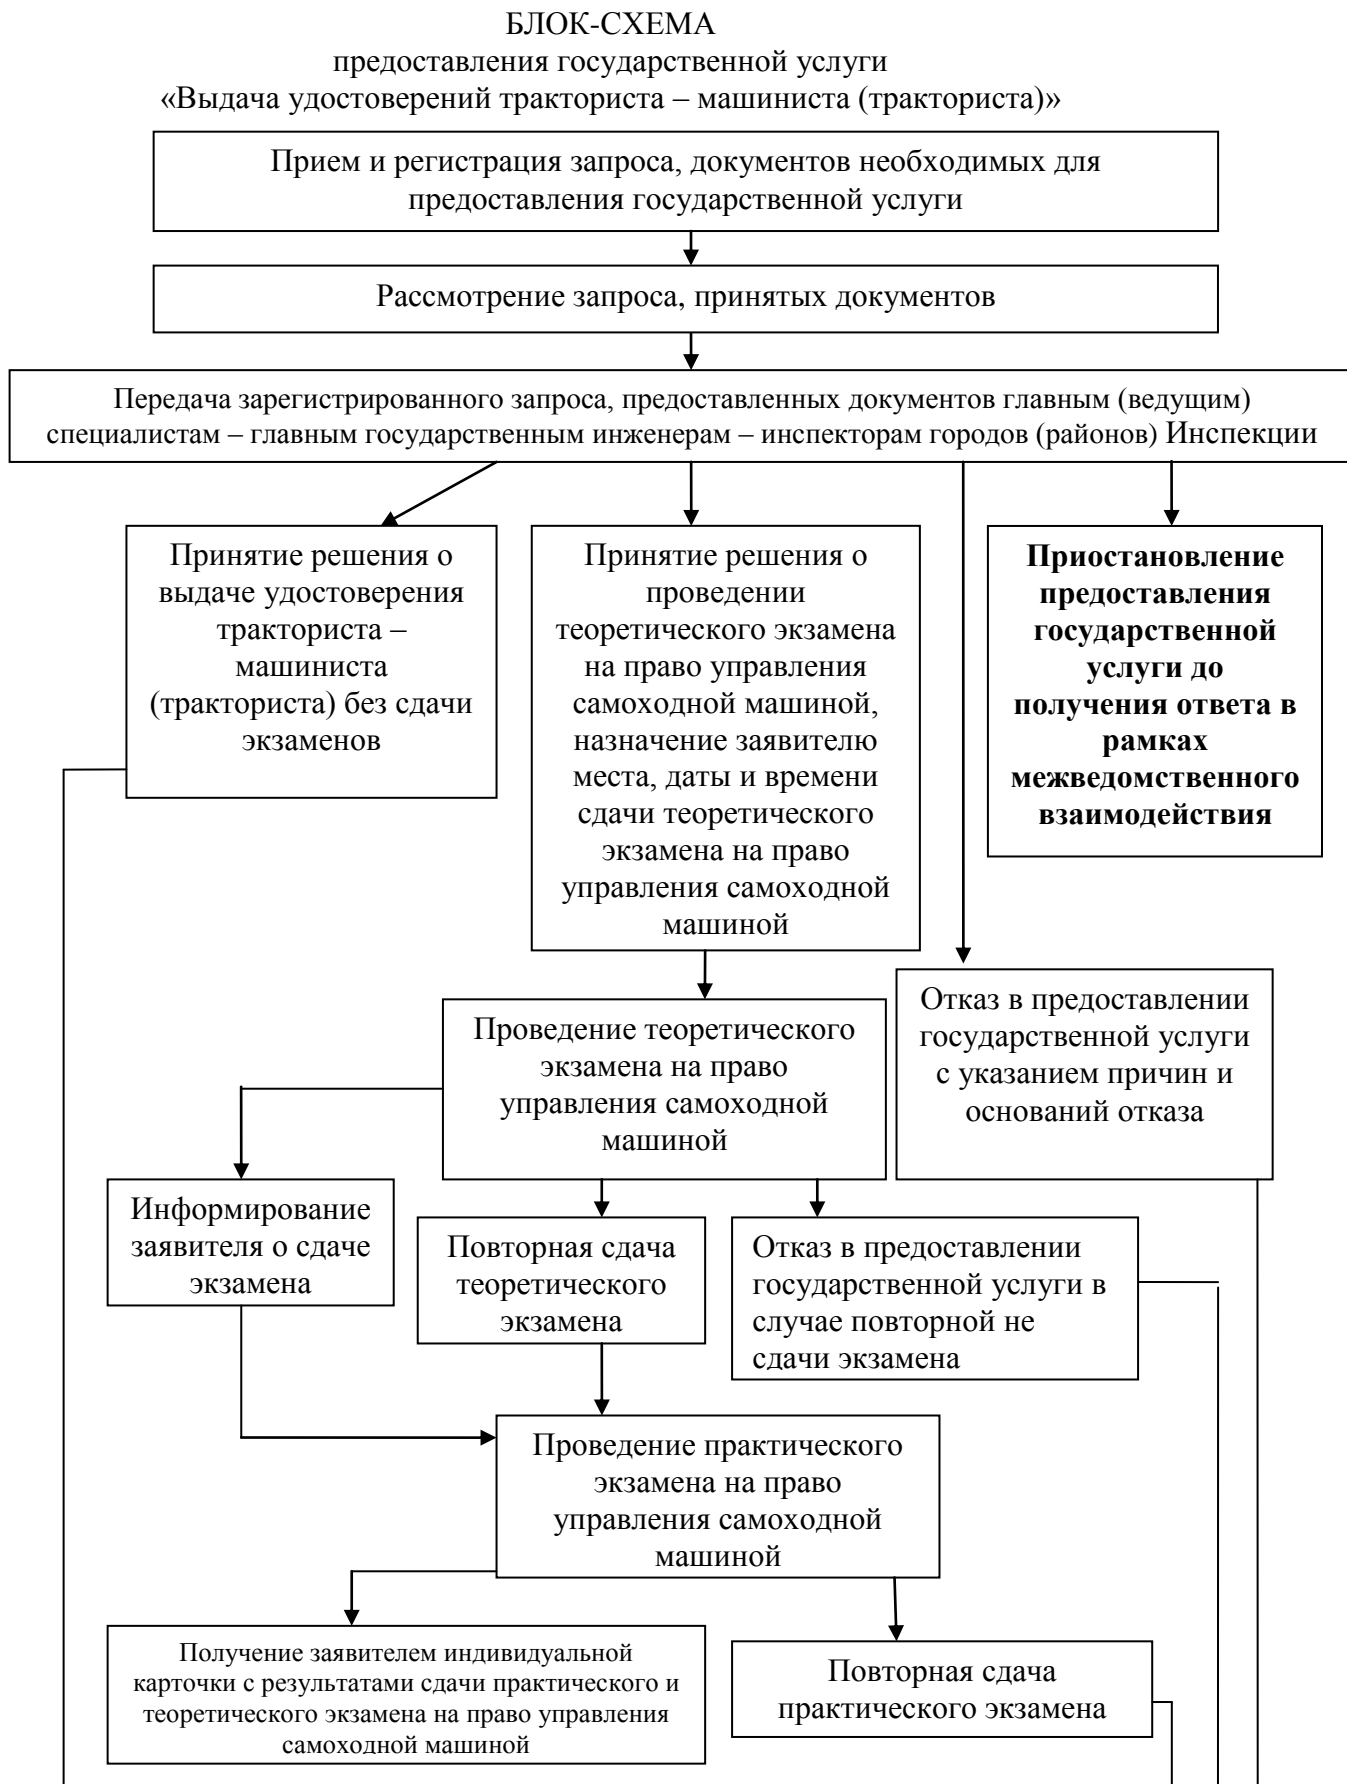 БЛОК-СХЕМА
предоставления государственной услуги
«Выдача удостоверений тракториста – машиниста (тракториста)»
Прием и регистрация запроса, документов необходимых для
предоставления государственной услуги
Рассмотрение запроса, принятых документов
Передача зарегистрированного запроса, предоставленных документов главным (ведущим)
специалистам – главным государственным инженерам – инспекторам городов (районов) Инспекции
Принятие решения о
выдаче удостоверения
тракториста –
машиниста
(тракториста) без сдачи
экзаменов
Принятие решения о
проведении
теоретического экзамена
на право управления
самоходной машиной,
назначение заявителю
места, даты и времени
сдачи теоретического
экзамена на право
управления самоходной
машиной
Приостановление
предоставления
государственной
услуги до
получения ответа в
рамках
межведомственного
взаимодействия
Отказ в предоставлении
государственной услуги
с указанием причин и
оснований отказа
Проведение теоретического
экзамена на право
управления самоходной
машиной
Информирование
заявителя о сдаче
экзамена
Повторная сдача
теоретического
экзамена
Отказ в предоставлении
государственной услуги в
случае повторной не
сдачи экзамена
Проведение практического
экзамена на право
управления самоходной
машиной
Получение заявителем индивидуальной
карточки с результатами сдачи практического и
теоретического экзамена на право управления
самоходной машиной
Повторная сдача
практического экзамена